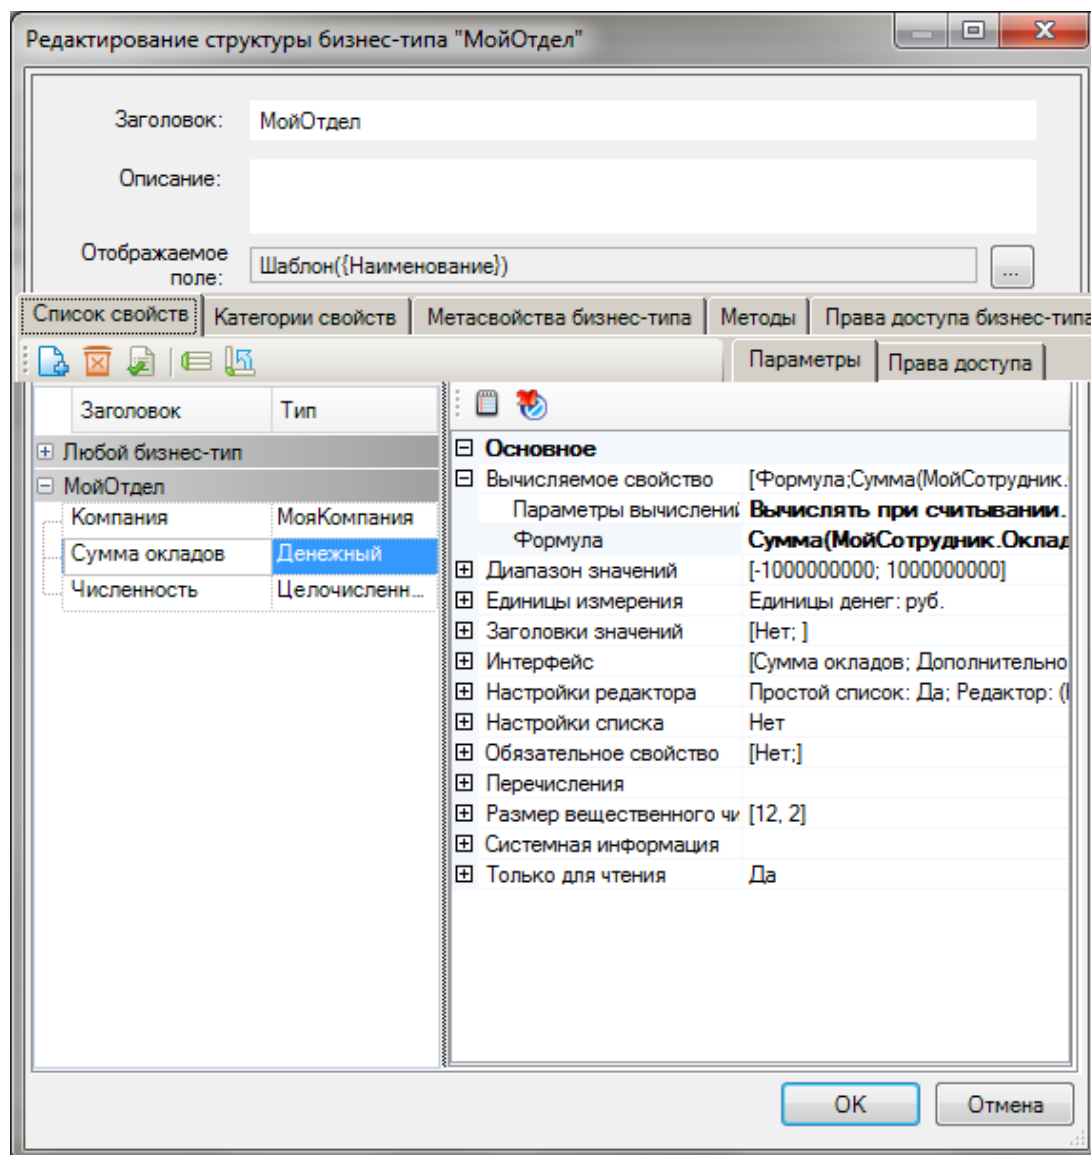 Редактирование структуры бизнес-типа "МойОтдел"
Заголовок: МойОтдел
Описание:
Отображаемое поле: Шаблон({Наименование}) ...
Список свойств Категории свойств Метасвойства бизнес-типа Методы Права доступа бизнес-типа
Параметры Права доступа
Заголовок Тип
Любой бизнес-тип
МойОтдел
Компания МояКомпания
Сумма окладов Денежный
Численность Целочисленн...
Основное
Вычисляемое свойство [Формула;Сумма(МойСотрудник.
Параметры вычислени Вычислять при считывании.
Формула Сумма(МойСотрудник.Оклад
Диапазон значений [-1000000000; 1000000000]
Единицы измерения Единицы денег: руб.
Заголовки значений [Нет; ]
Интерфейс [Сумма окладов; Дополнительно
Настройки редактора Простой список: Да; Редактор: (
Настройки списка Нет
Обязательное свойство [Нет;]
Перечисления
Размер вещественного чи [12, 2]
Системная информация
Только для чтения Да
OK Отмена